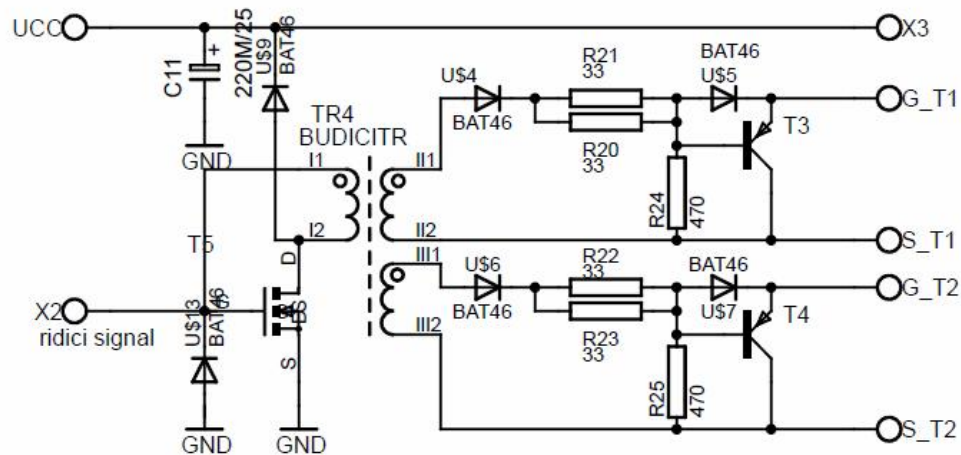 UCC
X3
C11
+
220M/25
U$9
BAT46
GND
TR4
BUDICITR
I1
I2
II1
II2
III1
III2
U$4
BAT46
R21
33
R20
33
R24
470
BAT46
U$5
T3
G_T1
S_T1
U$6
BAT46
R22
33
R23
33
R25
470
BAT46
U$7
T4
G_T2
S_T2
T5
D
S
X2
ridici signal
U$13
GND
GND